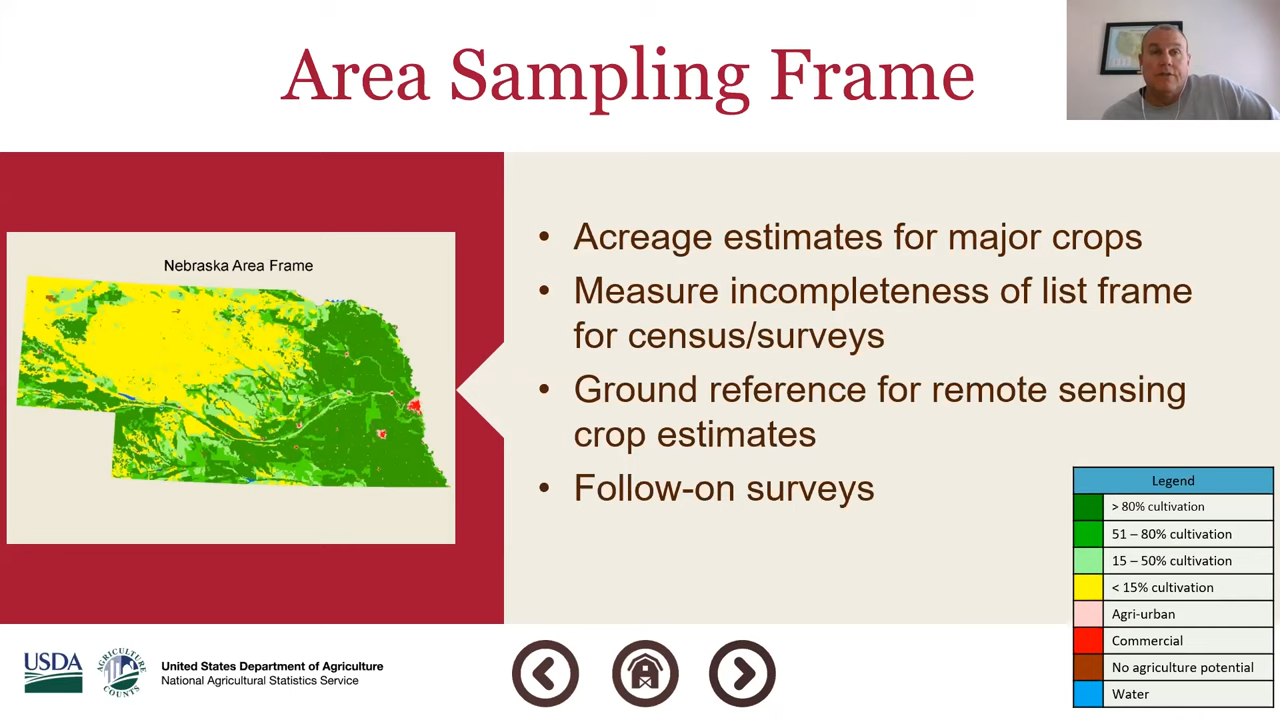 Area Sampling Frame
Nebraska Area Frame
• Acreage estimates for major crops
• Measure incompleteness of list frame
for census/surveys
• Ground reference for remote sensing
crop estimates
• Follow-on surveys
Legend
> 80% cultivation
51 – 80% cultivation
15 – 50% cultivation
< 15% cultivation
Agri-urban
Commercial
No agriculture potential
Water
USDA
AGRICULTURE COUNTS
United States Department of Agriculture
National Agricultural Statistics Service